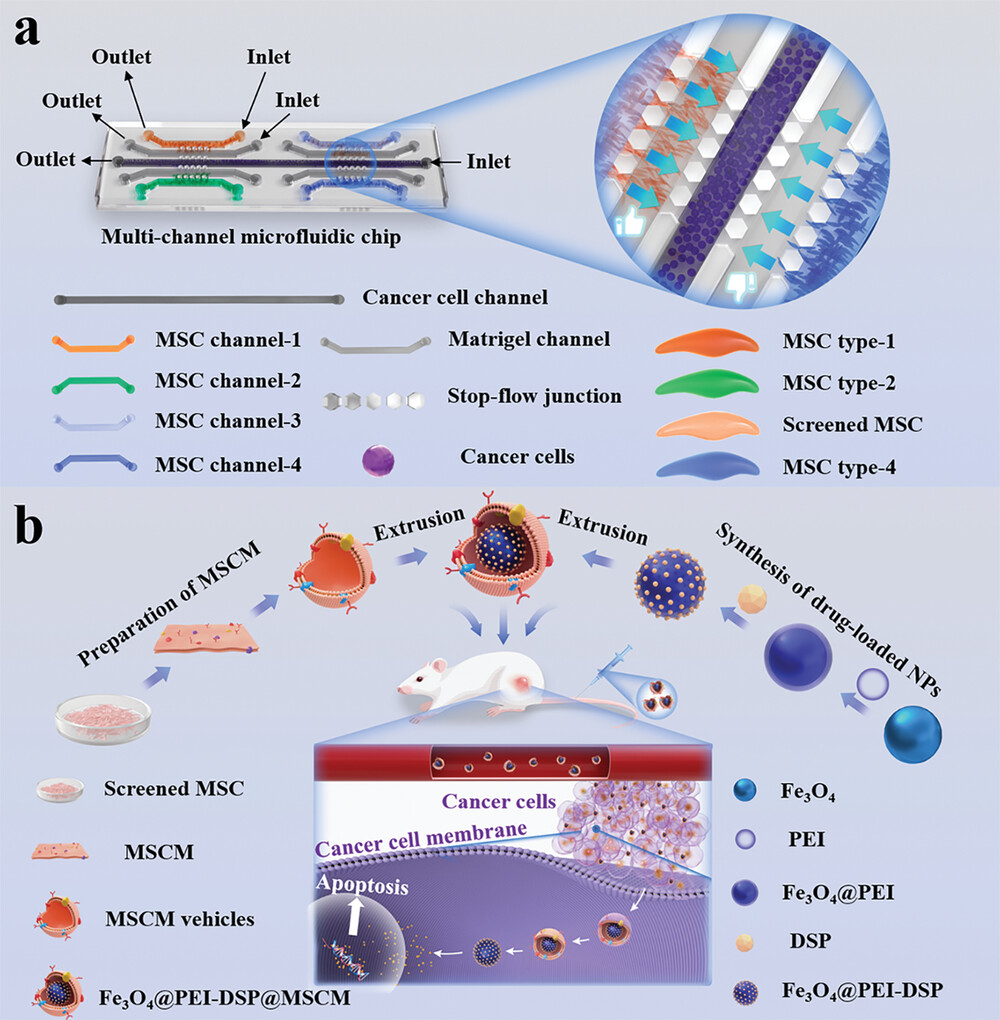 a
Outlet
Inlet
Outlet
Inlet
Outlet
Inlet
Multi-channel microfluidic chip
Cancer cell channel
MSC channel-1
Matrigel channel
MSC type-1
MSC channel-2
Stop-flow junction
MSC type-2
MSC channel-3
Screened MSC
MSC channel-4
Cancer cells
MSC type-4
b
Preparation of MSCM
Extrusion
Extrusion
Synthesis of drug-loaded NPs
Cancer cells
Cancer cell membrane
Apoptosis
Screened MSC
MSCM
MSCM vehicles
Fe₃O₄@PEI-DSP@MSCM
Fe₃O₄
PEI
Fe₃O₄@PEI
DSP
Fe₃O₄@PEI-DSP